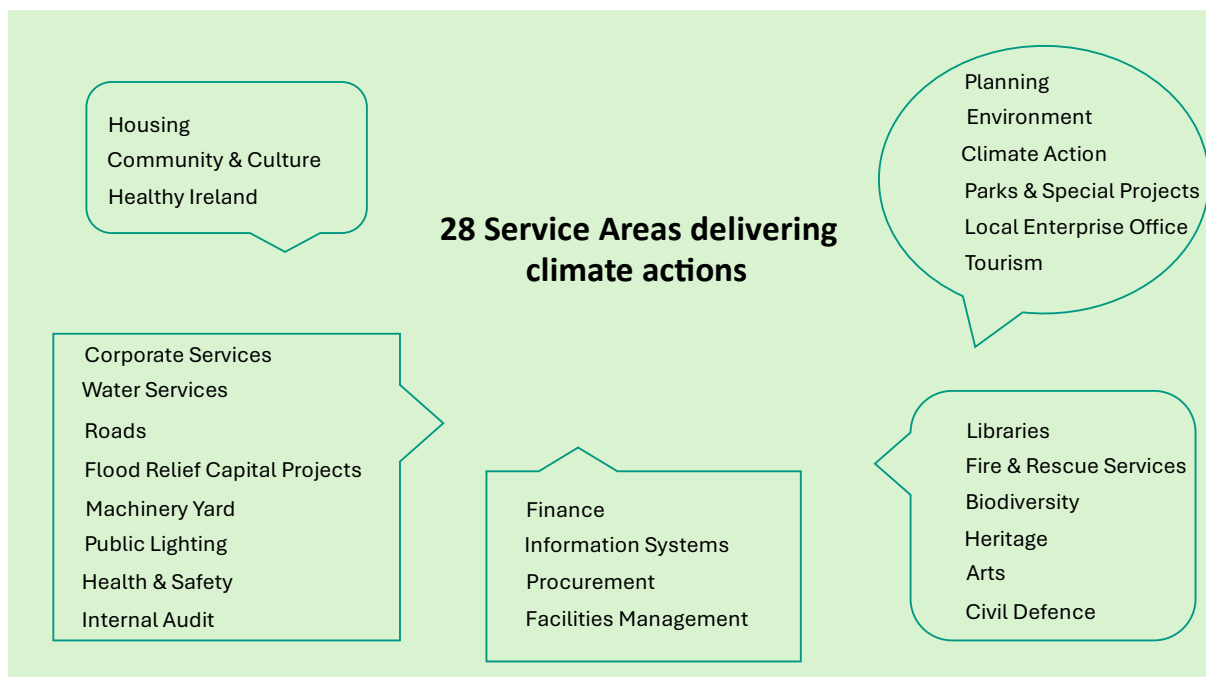 Housing
Community & Culture
Healthy Ireland
28 Service Areas delivering
climate actions
Planning
Environment
Climate Action
Parks & Special Projects
Local Enterprise Office
Tourism
Corporate Services
Water Services
Roads
Flood Relief Capital Projects
Machinery Yard
Public Lighting
Health & Safety
Internal Audit
Finance
Information Systems
Procurement
Facilities Management
Libraries
Fire & Rescue Services
Biodiversity
Heritage
Arts
Civil Defence